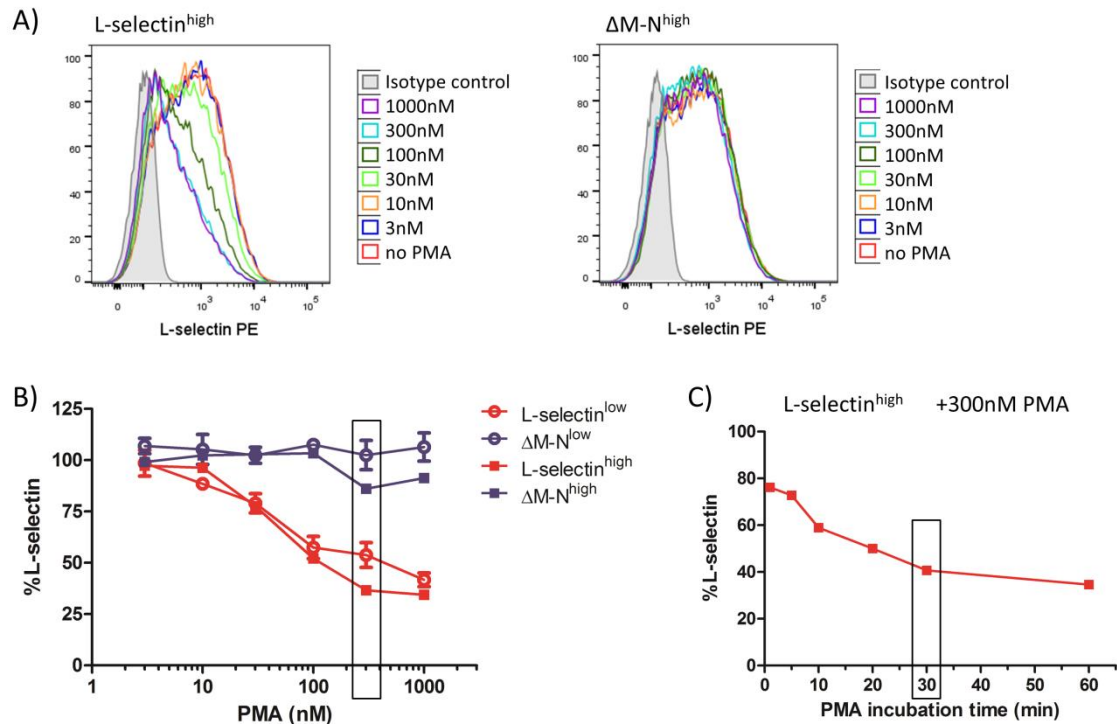 A)
L-selectin^high
100
80
60
40
20
0
0 10^3 10^4 10^5
L-selectin PE
Isotype control
1000nM
300nM
100nM
30nM
10nM
3nM
no PMA
ΔM-N^high
100
80
60
40
20
0
0 10^3 10^4 10^5
L-selectin PE
Isotype control
1000nM
300nM
100nM
30nM
10nM
3nM
no PMA
B)
125
100
75
50
25
0
%L-selectin
1 10 100 1000
PMA (nM)
L-selectin^low
ΔM-N^low
L-selectin^high
ΔM-N^high
C)
L-selectin^high +300nM PMA
100
80
60
40
20
0
%L-selectin
0 10 20 30 40 50 60
PMA incubation time (min)